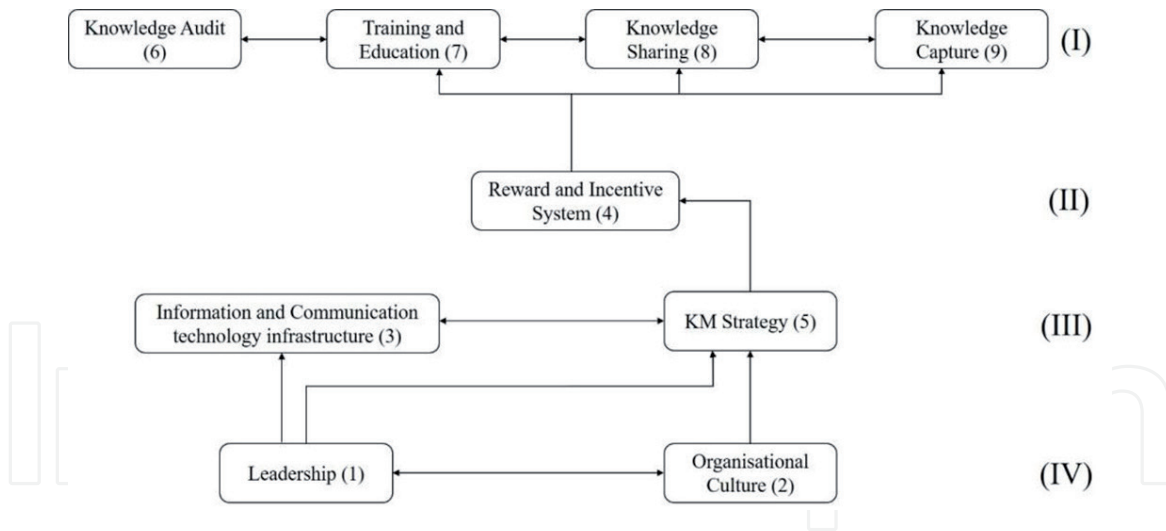 Knowledge Audit
(6)
Training and
Education (7)
Knowledge
Sharing (8)
Knowledge
Capture (9)
(I)
Reward and Incentive
System (4)
(II)
Information and Communication
technology infrastructure (3)
KM Strategy (5)
(III)
Leadership (1)
Organisational
Culture (2)
(IV)